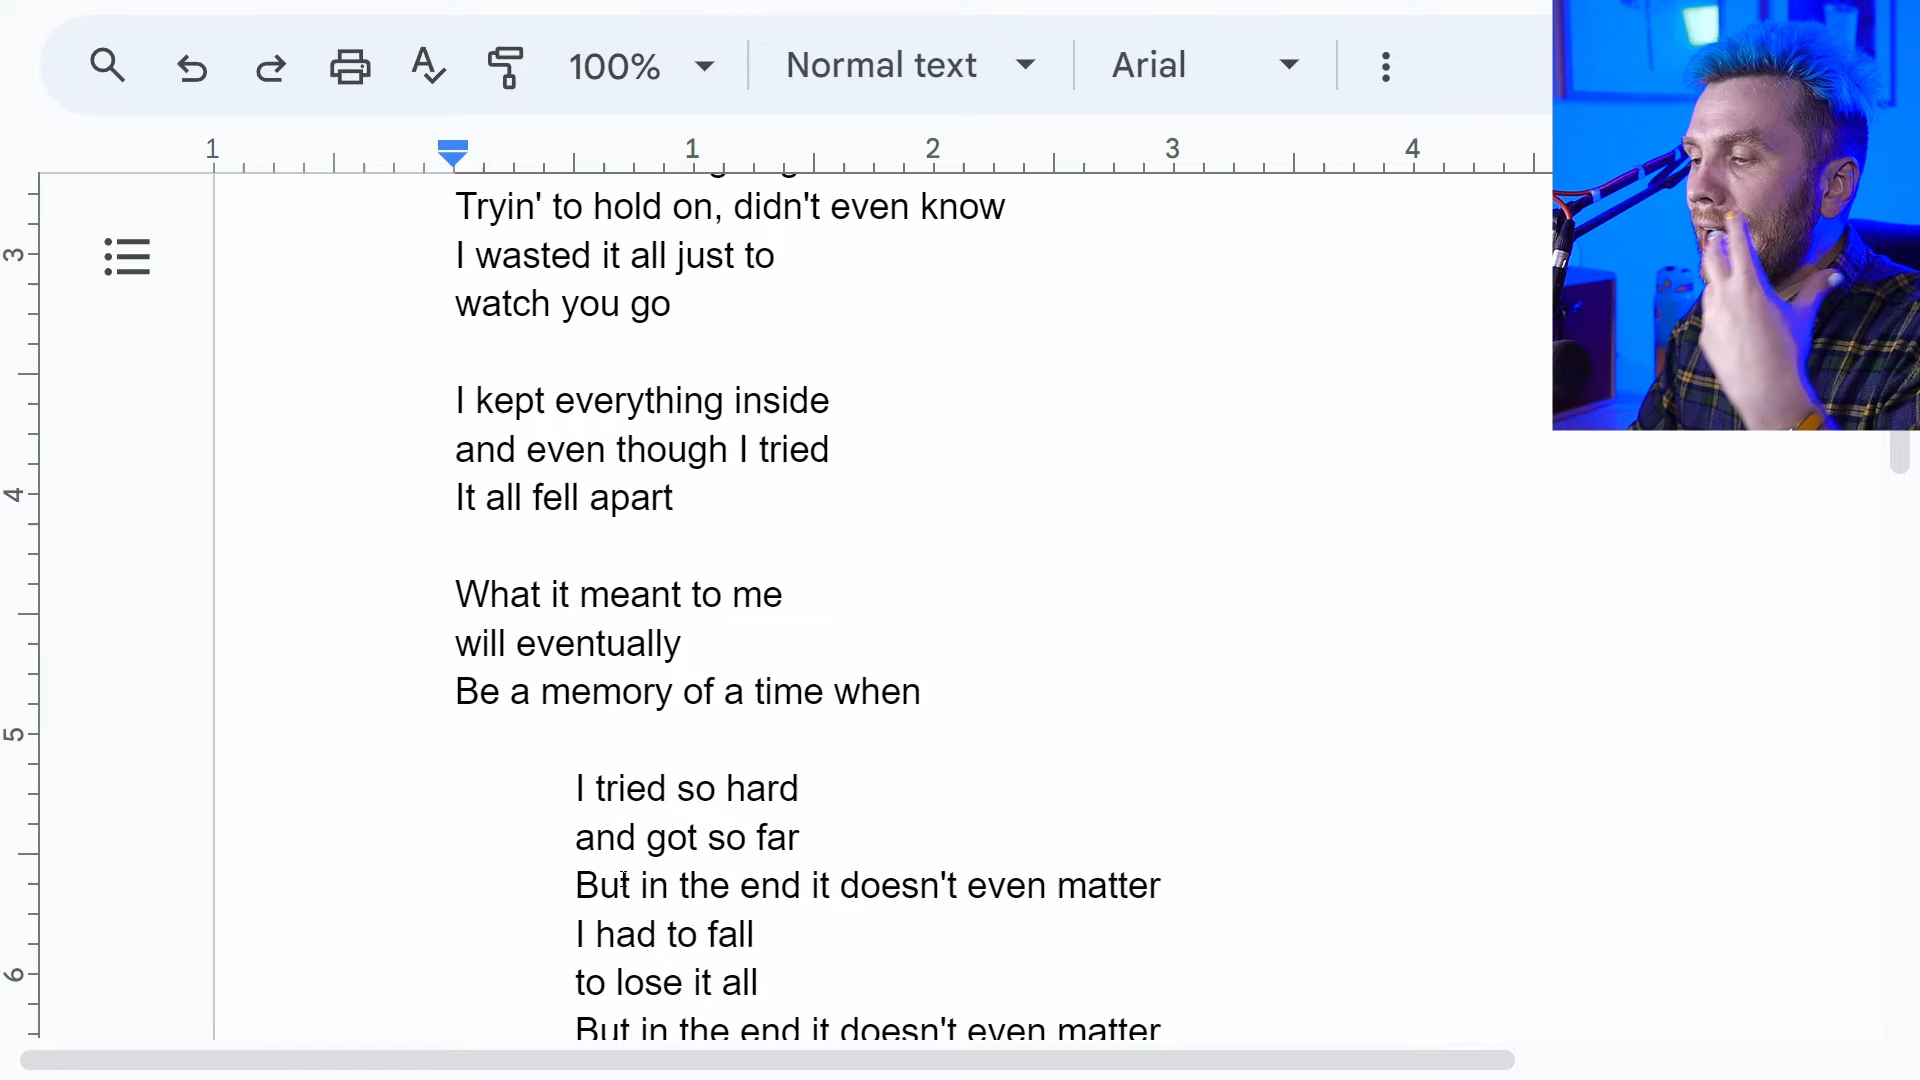 100%
Normal text
Arial
1
1
2
3
4
3
4
5
6
Tryin' to hold on, didn't even know
I wasted it all just to
watch you go
I kept everything inside
and even though I tried
It all fell apart
What it meant to me
will eventually
Be a memory of a time when
I tried so hard
and got so far
But in the end it doesn't even matter
I had to fall
to lose it all
But in the end it doesn't even matter